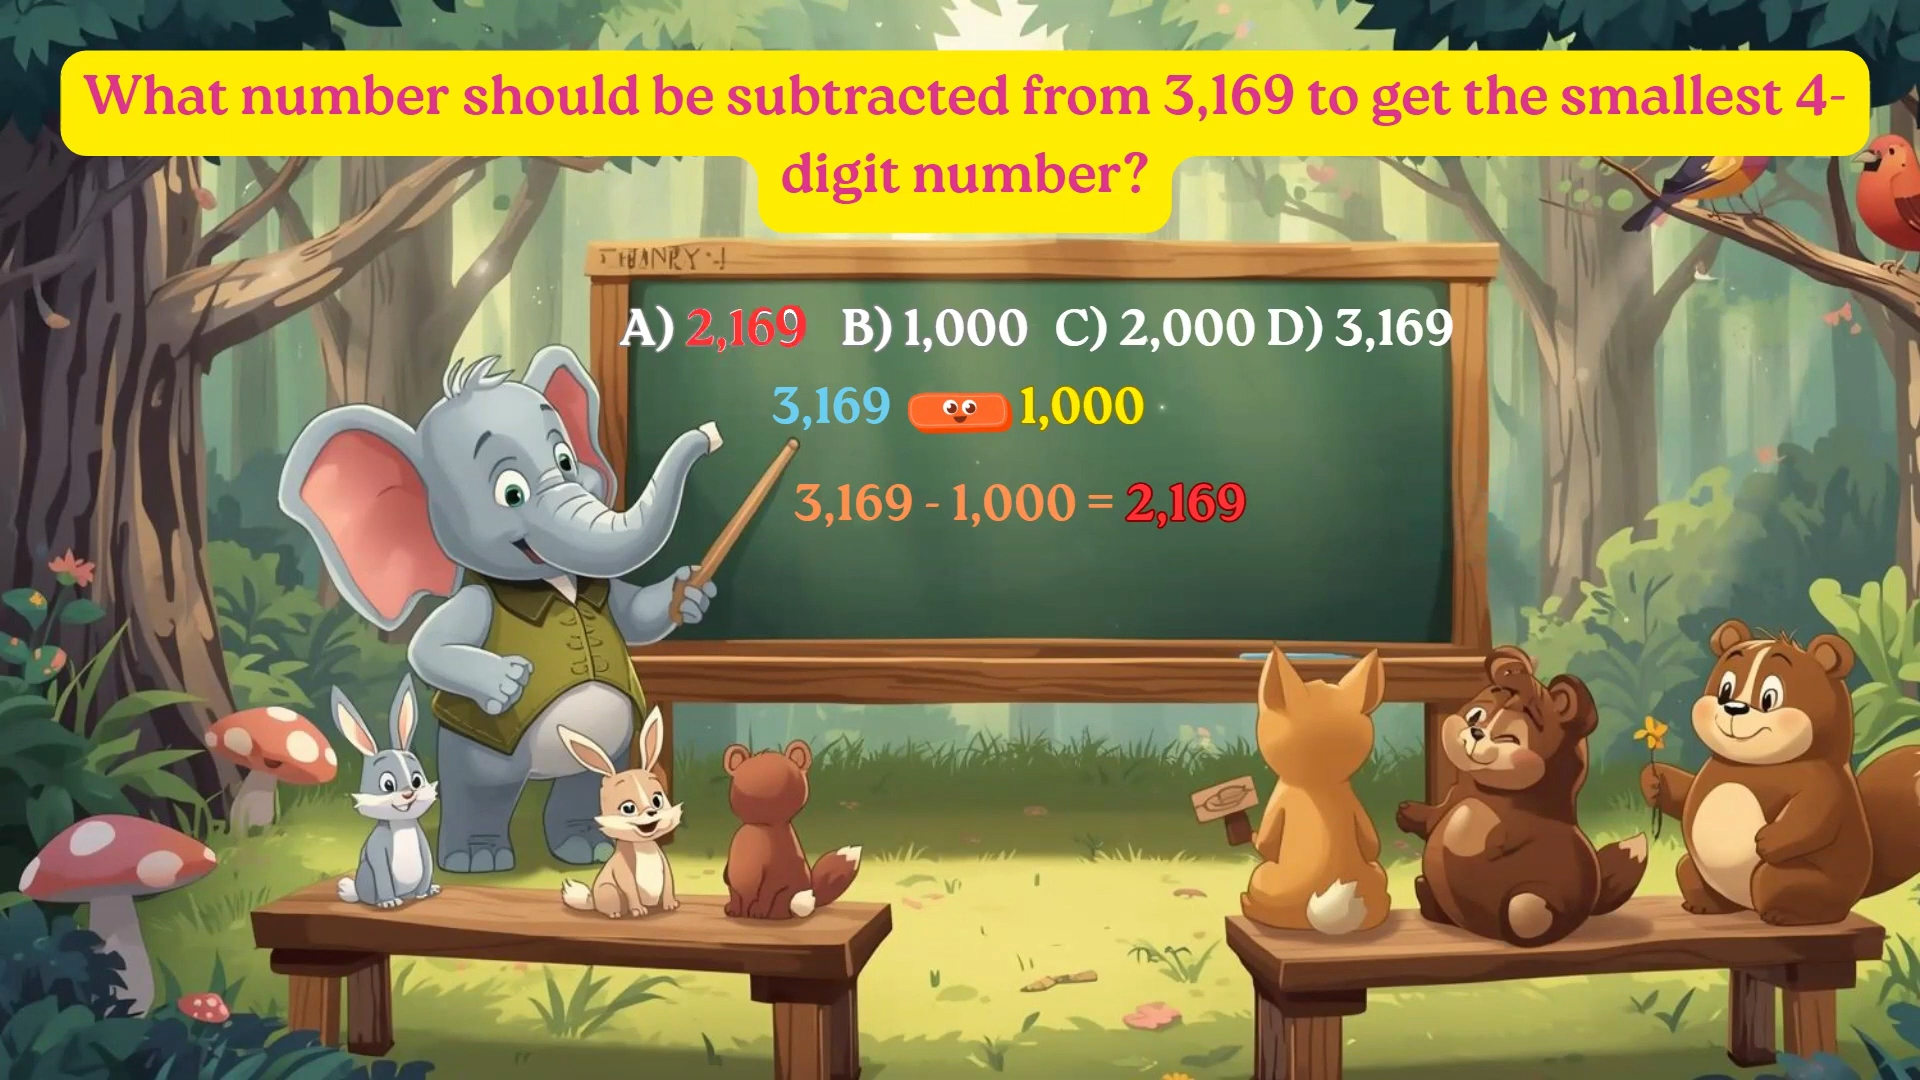 What number should be subtracted from 3,169 to get the smallest 4-
digit number?
A) 2,169 B) 1,000 C) 2,000 D) 3,169
3,169 1,000
3,169 - 1,000 = 2,169